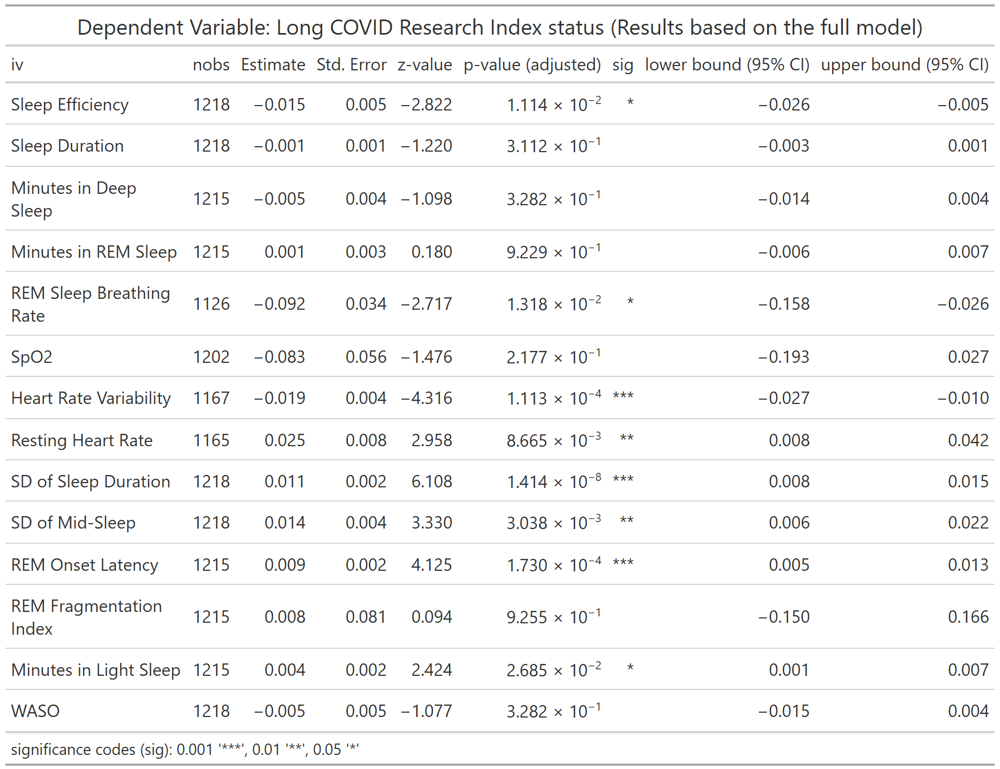 Dependent Variable: Long COVID Research Index status (Results based on the full model)
iv nobs Estimate Std. Error z-value p-value (adjusted) sig lower bound (95% CI) upper bound (95% CI)
Sleep Efficiency 1218 −0.015 0.005 −2.822 1.114 × 10⁻² * −0.026 −0.005
Sleep Duration 1218 −0.001 0.001 −1.220 3.112 × 10⁻¹ −0.003 0.001
Minutes in Deep
Sleep 1215 −0.005 0.004 −1.098 3.282 × 10⁻¹ −0.014 0.004
Minutes in REM Sleep 1215 0.001 0.003 0.180 9.229 × 10⁻¹ −0.006 0.007
REM Sleep Breathing
Rate 1126 −0.092 0.034 −2.717 1.318 × 10⁻² * −0.158 −0.026
SpO2 1202 −0.083 0.056 −1.476 2.177 × 10⁻¹ −0.193 0.027
Heart Rate Variability 1167 −0.019 0.004 −4.316 1.113 × 10⁻⁴ *** −0.027 −0.010
Resting Heart Rate 1165 0.025 0.008 2.958 8.665 × 10⁻³ ** 0.008 0.042
SD of Sleep Duration 1218 0.011 0.002 6.108 1.414 × 10⁻⁸ *** 0.008 0.015
SD of Mid-Sleep 1218 0.014 0.004 3.330 3.038 × 10⁻³ ** 0.006 0.022
REM Onset Latency 1215 0.009 0.002 4.125 1.730 × 10⁻⁴ *** 0.005 0.013
REM Fragmentation
Index 1215 0.008 0.081 0.094 9.255 × 10⁻¹ −0.150 0.166
Minutes in Light Sleep 1215 0.004 0.002 2.424 2.685 × 10⁻² * 0.001 0.007
WASO 1218 −0.005 0.005 −1.077 3.282 × 10⁻¹ −0.015 0.004
significance codes (sig): 0.001 '***', 0.01 '**', 0.05 '*'